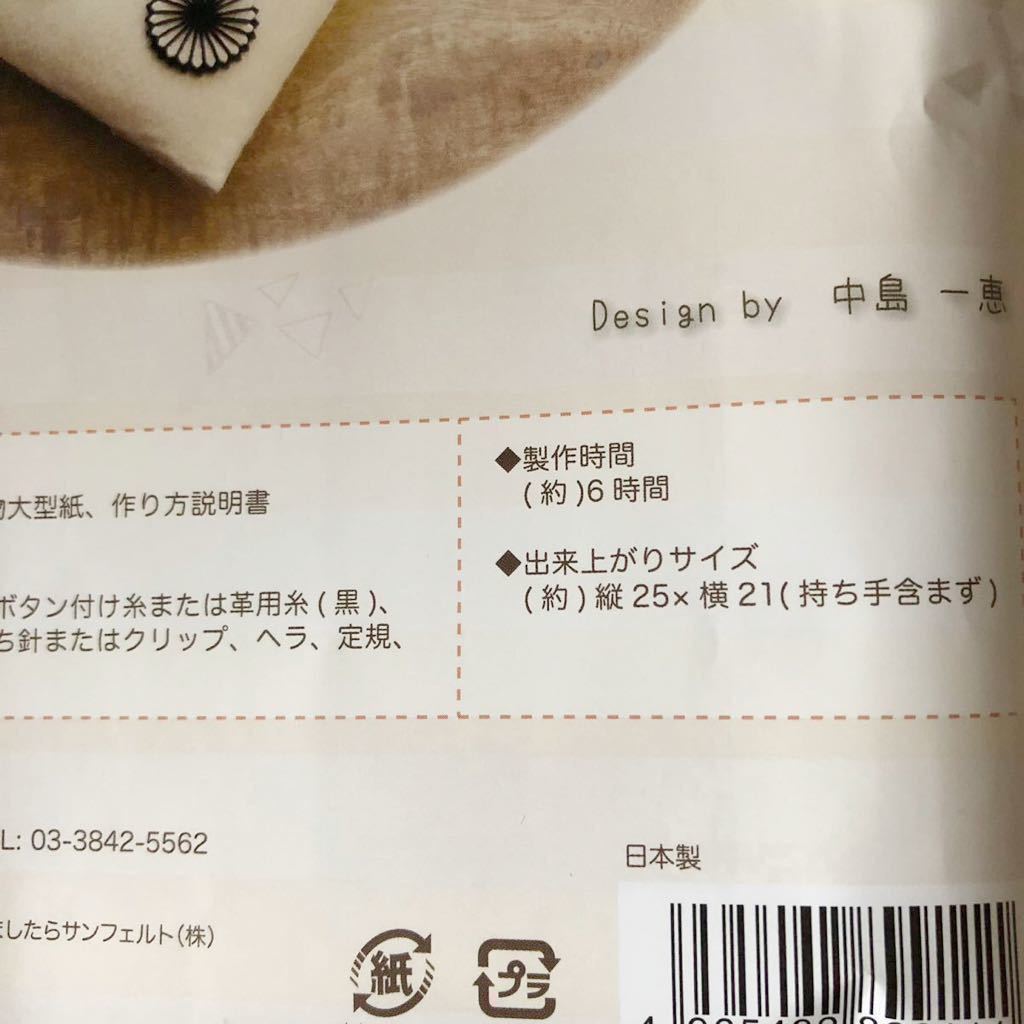 Design by 中島 一恵
大型紙、作り方説明書
ボタン付け糸または革用糸(黒)、
ち針またはクリップ、ヘラ、定規、
◆製作時間
(約)6時間
◆出来上がりサイズ
(約)縦25×横21(持ち手含まず)
L: 03-3842-5562
ましたらサンフェルト(株)
日本製
紙
プラ